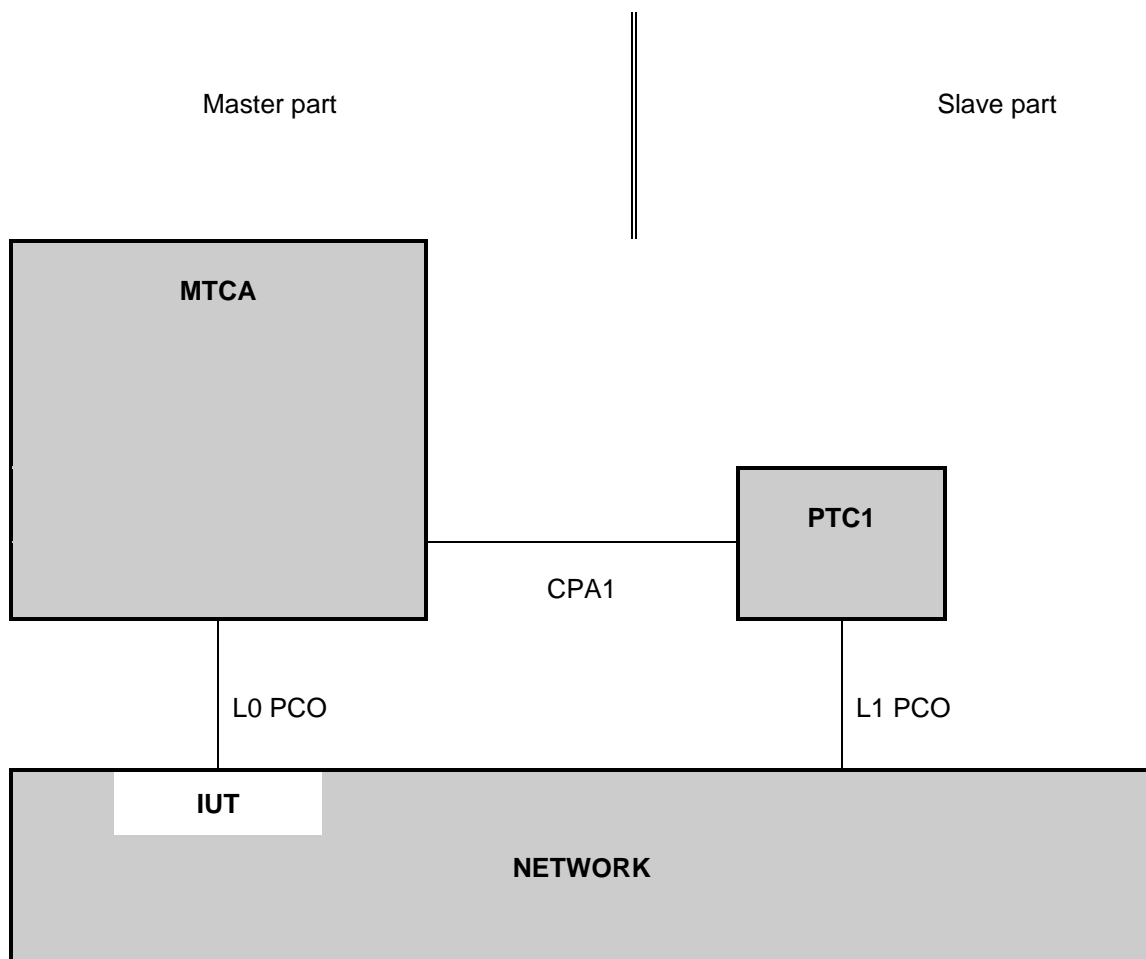 Master part
Slave part
MTCA
PTC1
CPA1
L0 PCO
L1 PCO
IUT
NETWORK